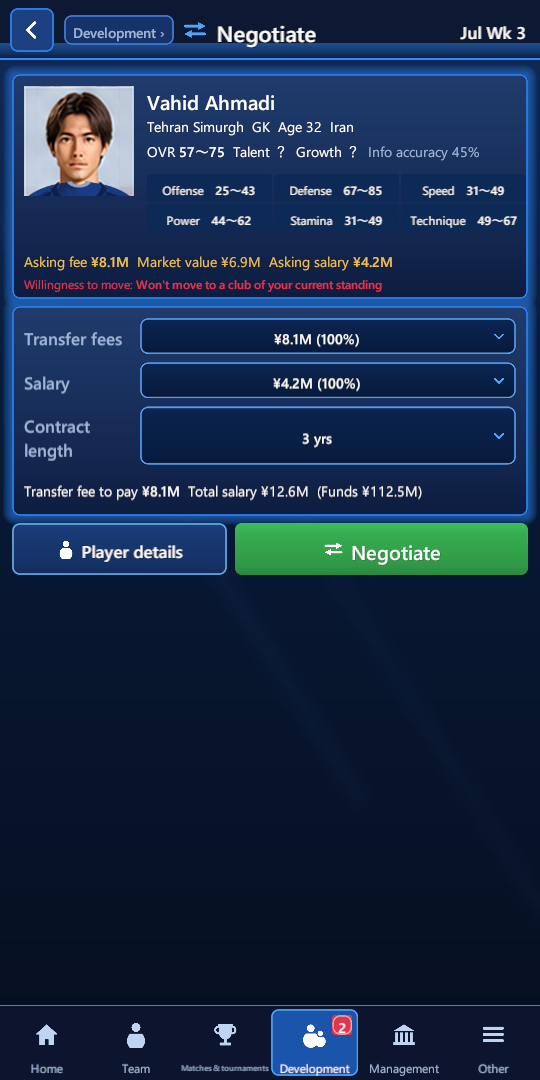 Development ›
Negotiate
Jul Wk 3
Vahid Ahmadi
Tehran Simurgh GK Age 32 Iran
OVR 57～75 Talent ? Growth ? Info accuracy 45%
Offense 25～43 Defense 67～85 Speed 31～49
Power 44～62 Stamina 31～49 Technique 49～67
Asking fee ¥8.1M Market value ¥6.9M Asking salary ¥4.2M
Willingness to move: Won't move to a club of your current standing
Transfer fees ¥8.1M (100%)
Salary ¥4.2M (100%)
Contract length 3 yrs
Transfer fee to pay ¥8.1M Total salary ¥12.6M (Funds ¥112.5M)
Player details Negotiate
2
Home Team Matches & tournaments Development Management Other